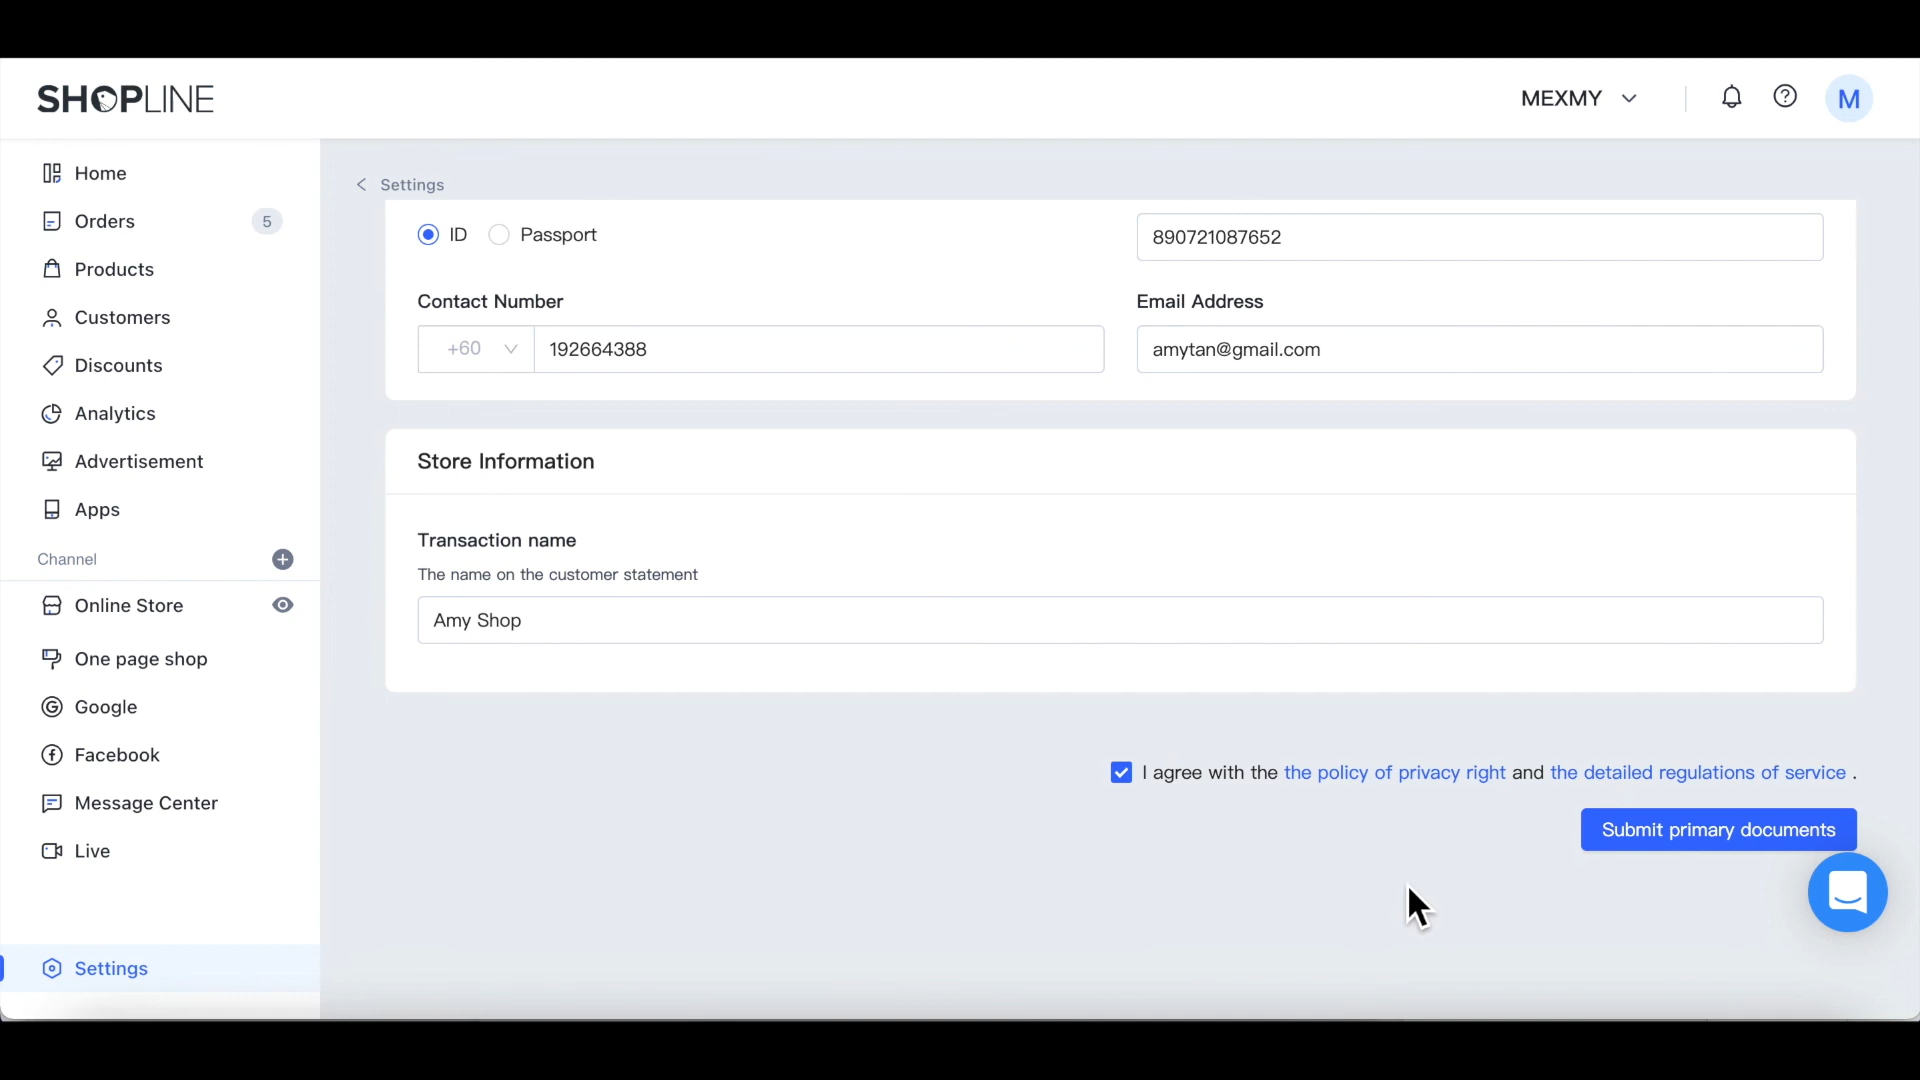 SHOPLINE
MEXMY
M
Home
Orders 5
Products
Customers
Discounts
Analytics
Advertisement
Apps
Channel
Online Store
One page shop
Google
Facebook
Message Center
Live
Settings
Settings
ID Passport
890721087652
Contact Number
+60 192664388
Email Address
amytan@gmail.com
Store Information
Transaction name
The name on the customer statement
Amy Shop
I agree with the the policy of privacy right and the detailed regulations of service .
Submit primary documents